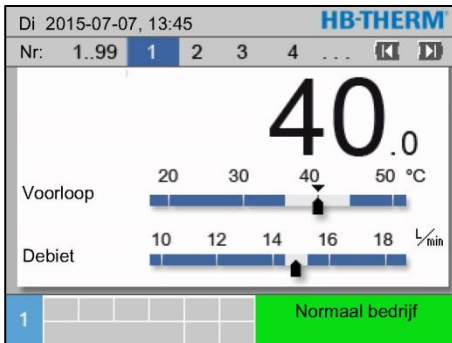 Di 2015-07-07, 13:45 HB-THERM
Nr: 1..99 1 2 3 4 ...
40.0
20 30 40 50 °C
Voorloop
10 12 14 16 18 L/min
Debiet
1 Normaal bedrijf